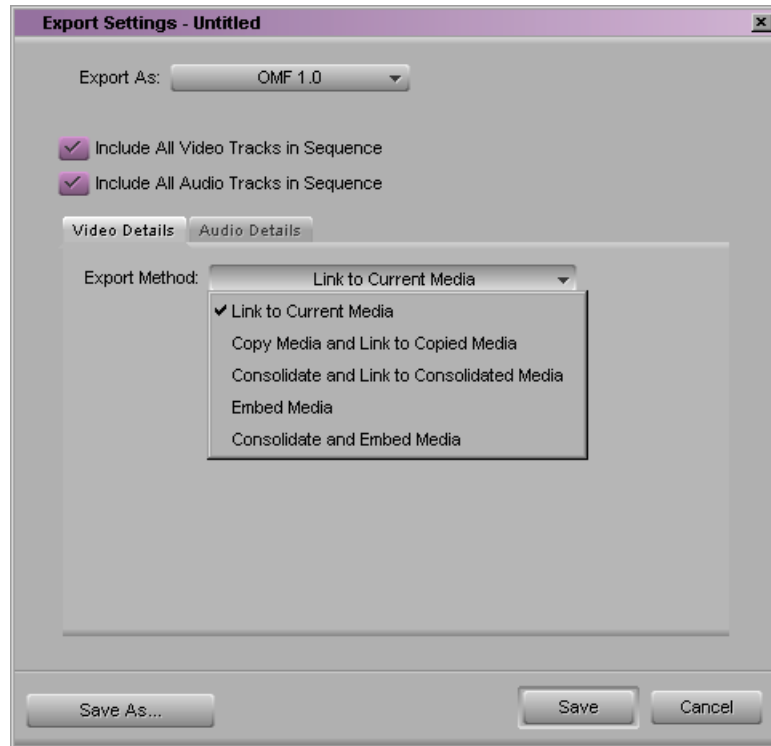 Export Settings - Untitled
Export As: OMF 1.0
Include All Video Tracks in Sequence
Include All Audio Tracks in Sequence
Video Details Audio Details
Export Method: Link to Current Media
Link to Current Media
Copy Media and Link to Copied Media
Consolidate and Link to Consolidated Media
Embed Media
Consolidate and Embed Media
Save As... Save Cancel